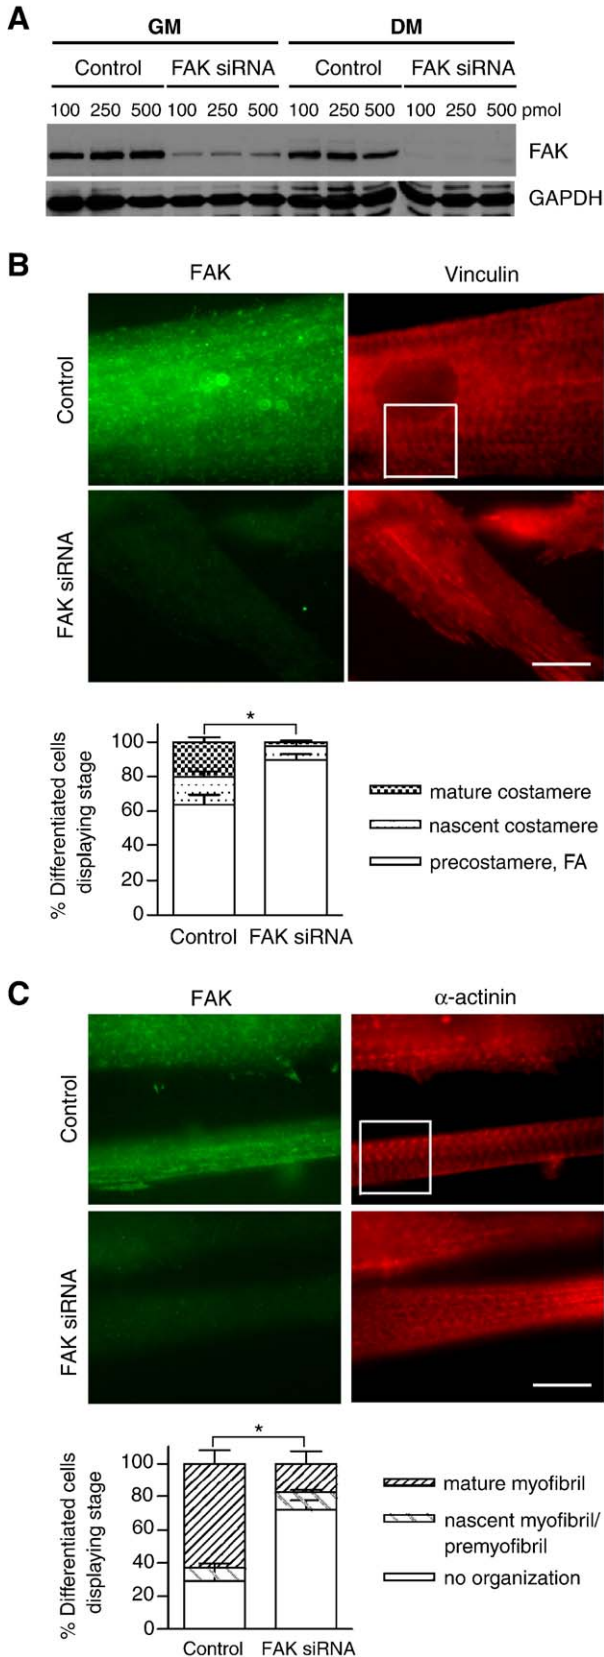 A
GM DM
Control FAK siRNA Control FAK siRNA
100 250 500 100 250 500 100 250 500 100 250 500 pmol
FAK
GAPDH
B
FAK Vinculin
Control
FAK siRNA
% Differentiated cells
displaying stage
100
80
60
40
20
0
*
Control FAK siRNA
mature costamere
nascent costamere
precostamere, FA
C
FAK α-actinin
Control
FAK siRNA
% Differentiated cells
displaying stage
100
80
60
40
20
0
*
Control FAK siRNA
mature myofibril
nascent myofibril/
premyofibril
no organization